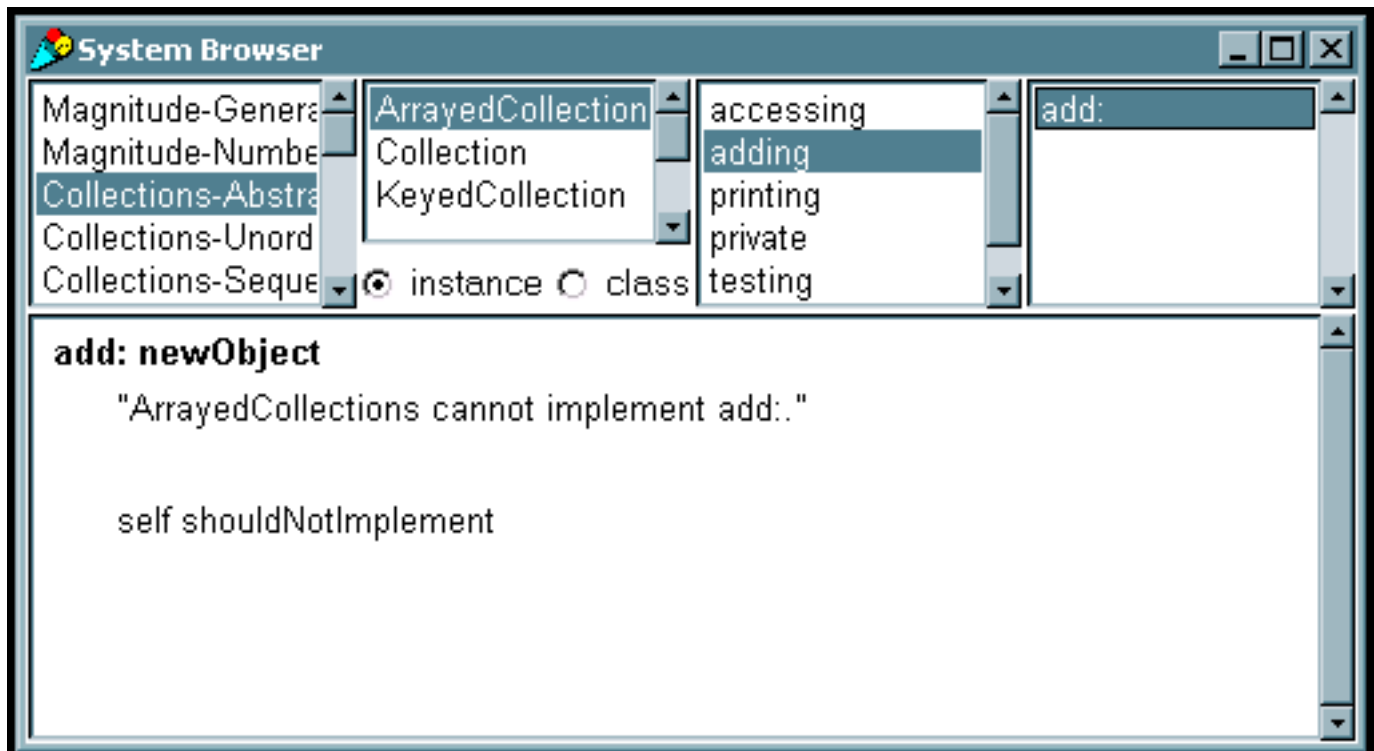 System Browser
Magnitude-Genera
Magnitude-Numbe
Collections-Abstra
Collections-Unord
Collections-Seque
ArrayedCollection
Collection
KeyedCollection
instance class
accessing
adding
printing
private
testing
add:
add: newObject
"ArrayedCollections cannot implement add:."
self shouldNotImplement